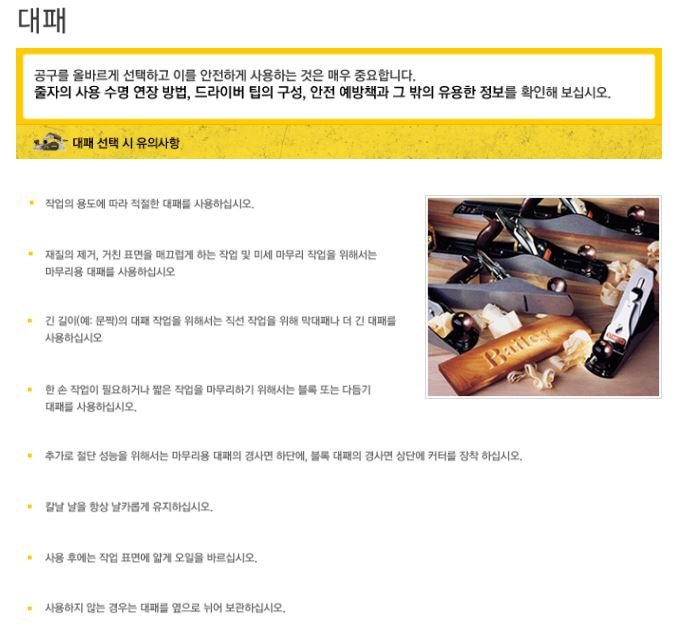 대패
공구를 올바르게 선택하고 이를 안전하게 사용하는 것은 매우 중요합니다.
줄자의 사용 수명 연장 방법, 드라이버 팁의 구성, 안전 예방책과 그 밖의 유용한 정보를 확인해 보십시오.
대패 선택 시 유의사항
작업의 용도에 따라 적절한 대패를 사용하십시오.
재질의 제거, 거친 표면을 매끄럽게 하는 작업 및 미세 마무리 작업을 위해서는
마무리용 대패를 사용하십시오
긴 길이(예: 문짝)의 대패 작업을 위해서는 직선 작업을 위해 막대패나 더 긴 대패를
사용하십시오
한 손 작업이 필요하거나 짧은 작업을 마무리하기 위해서는 블록 또는 다듬기
대패를 사용하십시오.
Bailey
추가로 절단 성능을 위해서는 마무리용 대패의 경사면 하단에, 블록 대패의 경사면 상단에 커터를 장착 하십시오.
칼날 날을 항상 날카롭게 유지하십시오.
사용 후에는 작업 표면에 얇게 오일을 바르십시오.
사용하지 않는 경우는 대패를 옆으로 뉘어 보관하십시오.